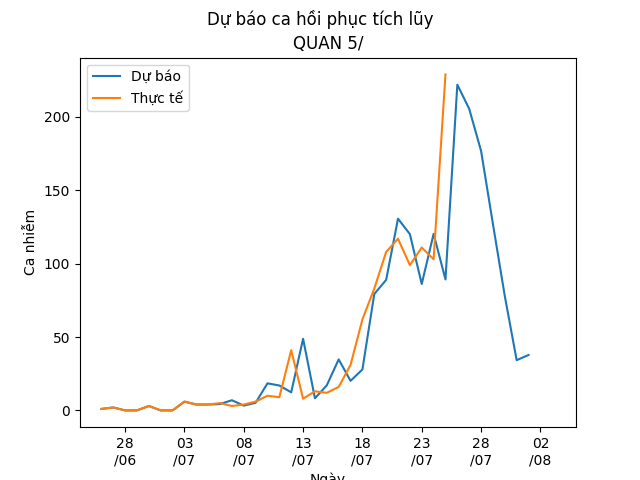 Dự báo ca hồi phục tích lũy
QUAN 5/
Dự báo
Thực tế
Ca nhiễm
200
150
100
50
0
28 03 08 13 18 23 28 02
/06 /07 /07 /07 /07 /07 /07 /08
Ngày